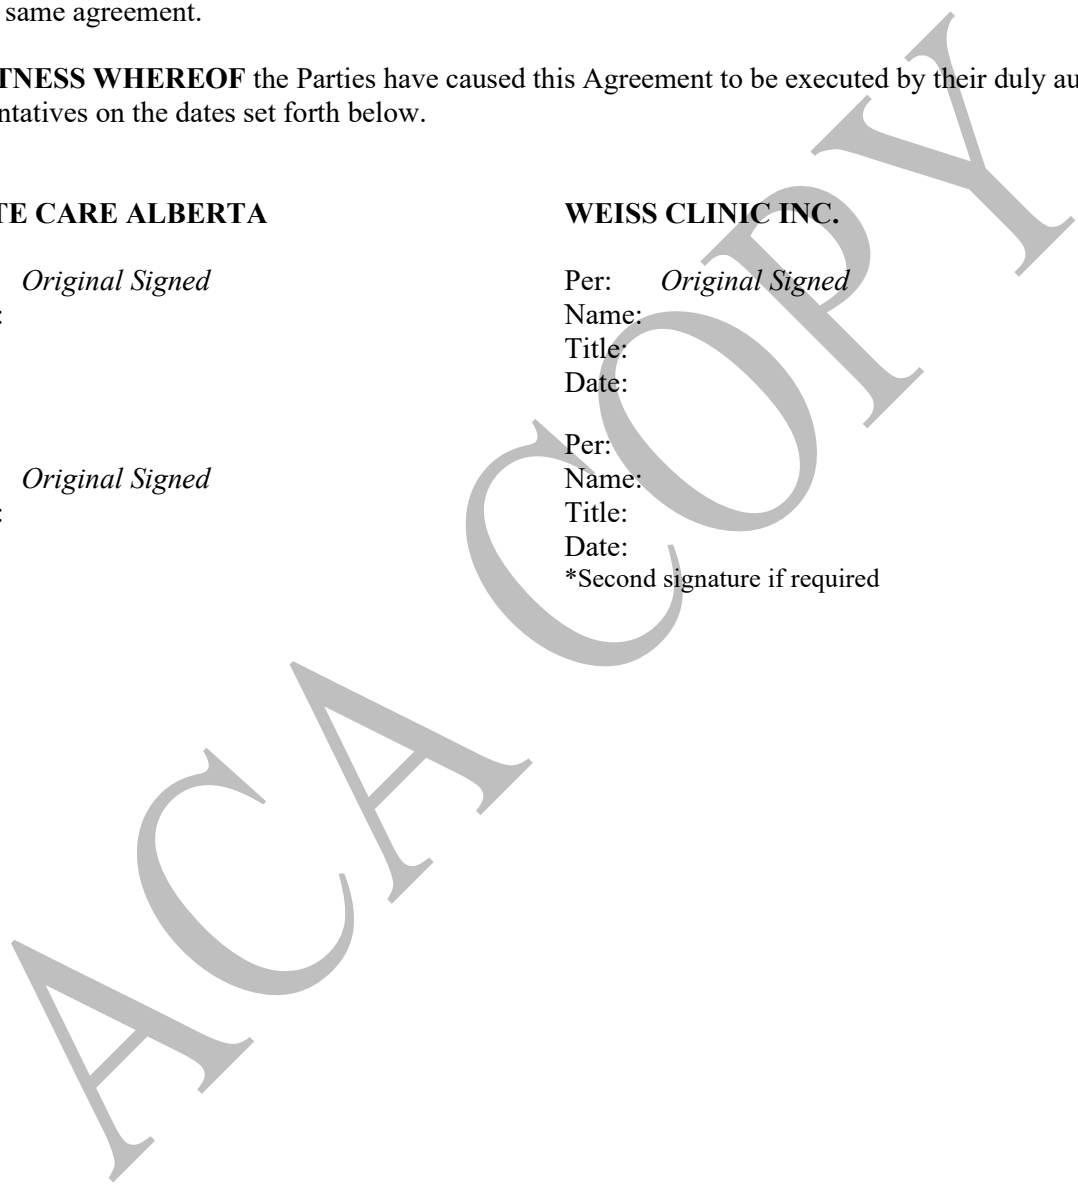 same agreement.
TNESS WHEREOF the Parties have caused this Agreement to be executed by their duly au
ntatives on the dates set forth below.
TE CARE ALBERTA
Original Signed
:
Original Signed
:
WEISS CLINIC INC.
Per: Original Signed
Name:
Title:
Date:
Per:
Name:
Title:
Date:
*Second signature if required
ACA COPY